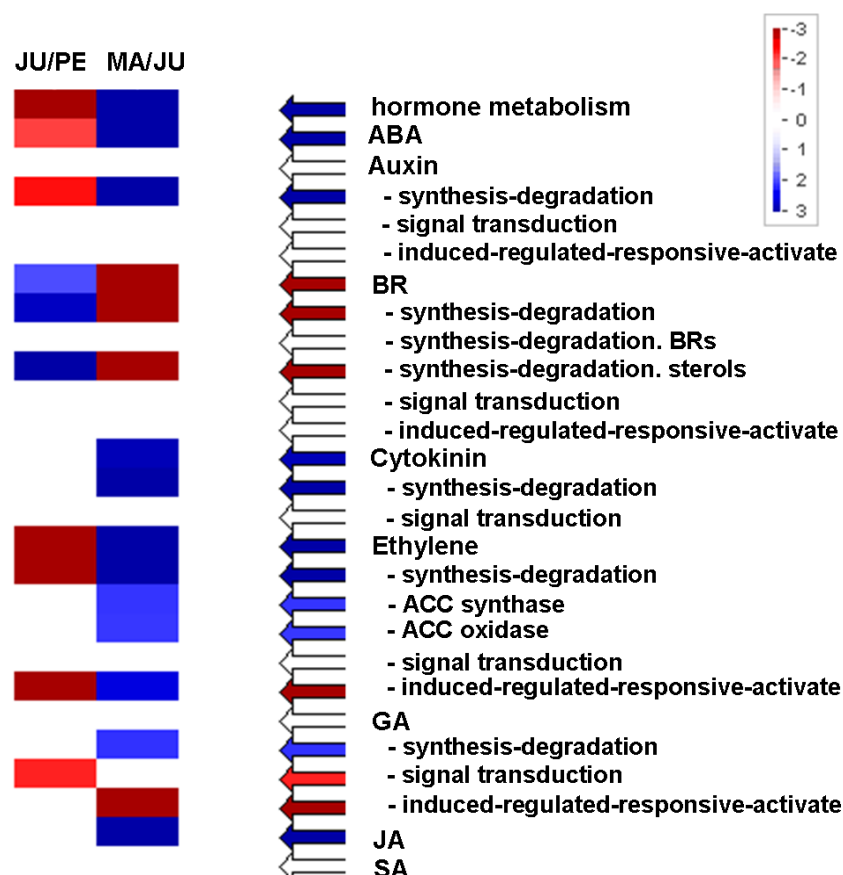 JU/PE MA/JU
-3
-2
-1
0
1
2
3
hormone metabolism
ABA
Auxin
- synthesis-degradation
- signal transduction
- induced-regulated-responsive-activate
BR
- synthesis-degradation
- synthesis-degradation. BRs
- synthesis-degradation. sterols
- signal transduction
- induced-regulated-responsive-activate
Cytokinin
- synthesis-degradation
- signal transduction
Ethylene
- synthesis-degradation
- ACC synthase
- ACC oxidase
- signal transduction
- induced-regulated-responsive-activate
GA
- synthesis-degradation
- signal transduction
- induced-regulated-responsive-activate
JA
SA